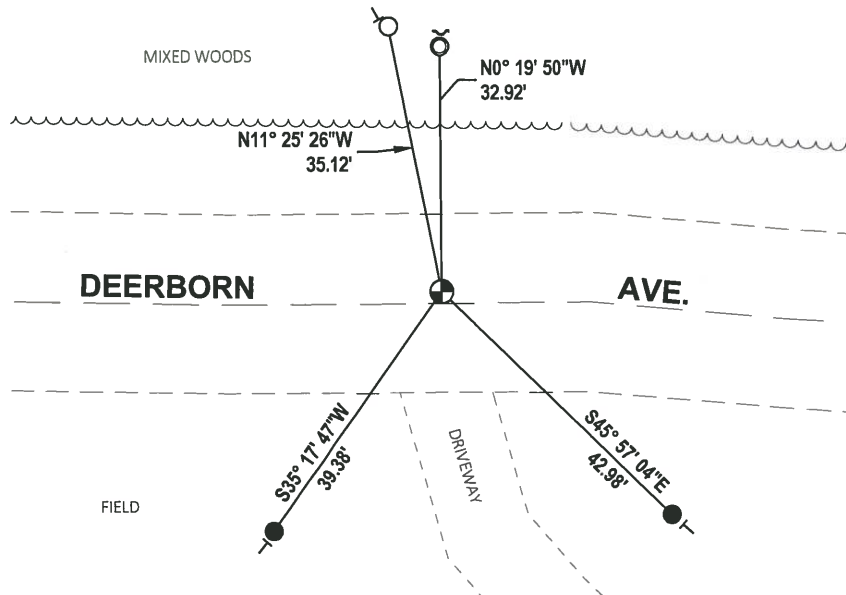 MIXED WOODS
N0° 19' 50"W
32.92'
N11° 25' 26"W
35.12'
DEERBORN AVE.
S35° 17' 47"W
39.38'
DRIVEWAY
S45° 57' 04"E
42.98'
FIELD